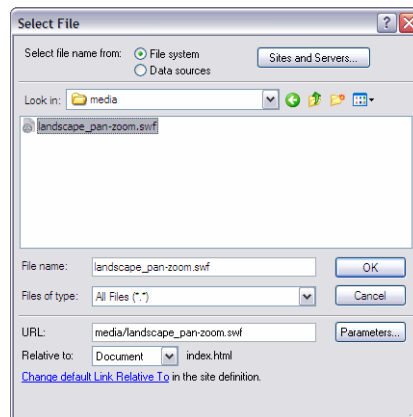 Select File
Select file name from: File system Sites and Servers...
Data sources
Look in: media
landscape_pan-zoom.swf
File name: landscape_pan-zoom.swf OK
Files of type: All Files (*.*) Cancel
URL: media/landscape_pan-zoom.swf Parameters...
Relative to: Document index.html
Change default Link Relative To in the site definition.